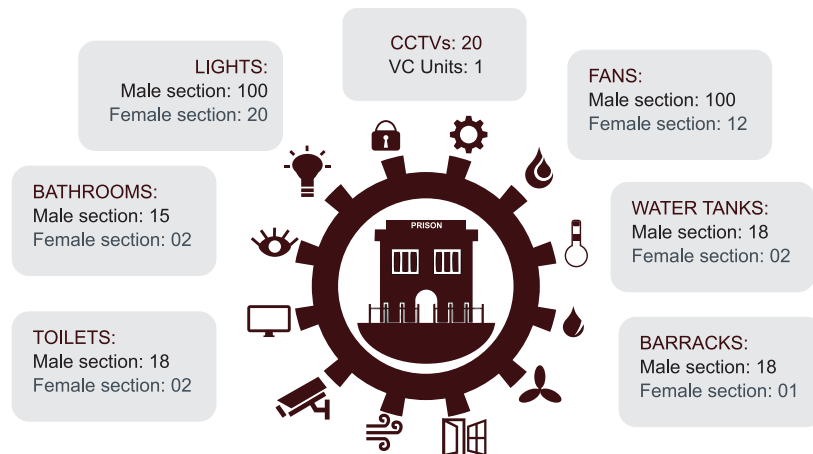 CCTVs: 20
VC Units: 1
LIGHTS:
Male section: 100
Female section: 20
FANS:
Male section: 100
Female section: 12
BATHROOMS:
Male section: 15
Female section: 02
WATER TANKS:
Male section: 18
Female section: 02
PRISON
TOILETS:
Male section: 18
Female section: 02
BARRACKS:
Male section: 18
Female section: 01